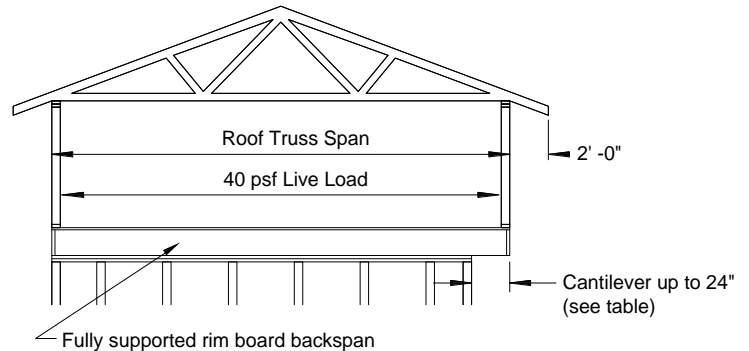 Roof Truss Span
2' -0"
40 psf Live Load
Cantilever up to 24"
(see table)
Fully supported rim board backspan